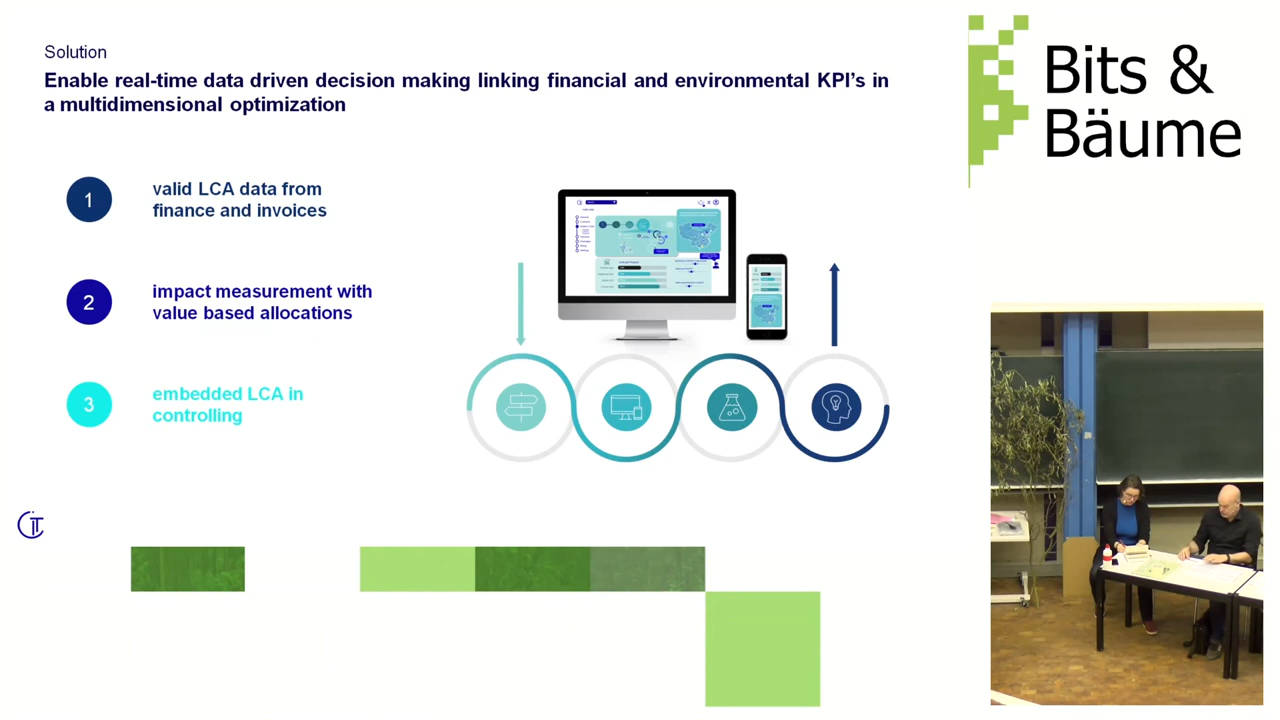 Solution
Enable real-time data driven decision making linking financial and environmental KPI's in
a multidimensional optimization
1
valid LCA data from
finance and invoices
2
impact measurement with
value based allocations
3
embedded LCA in
controlling
Bits &
Bäume